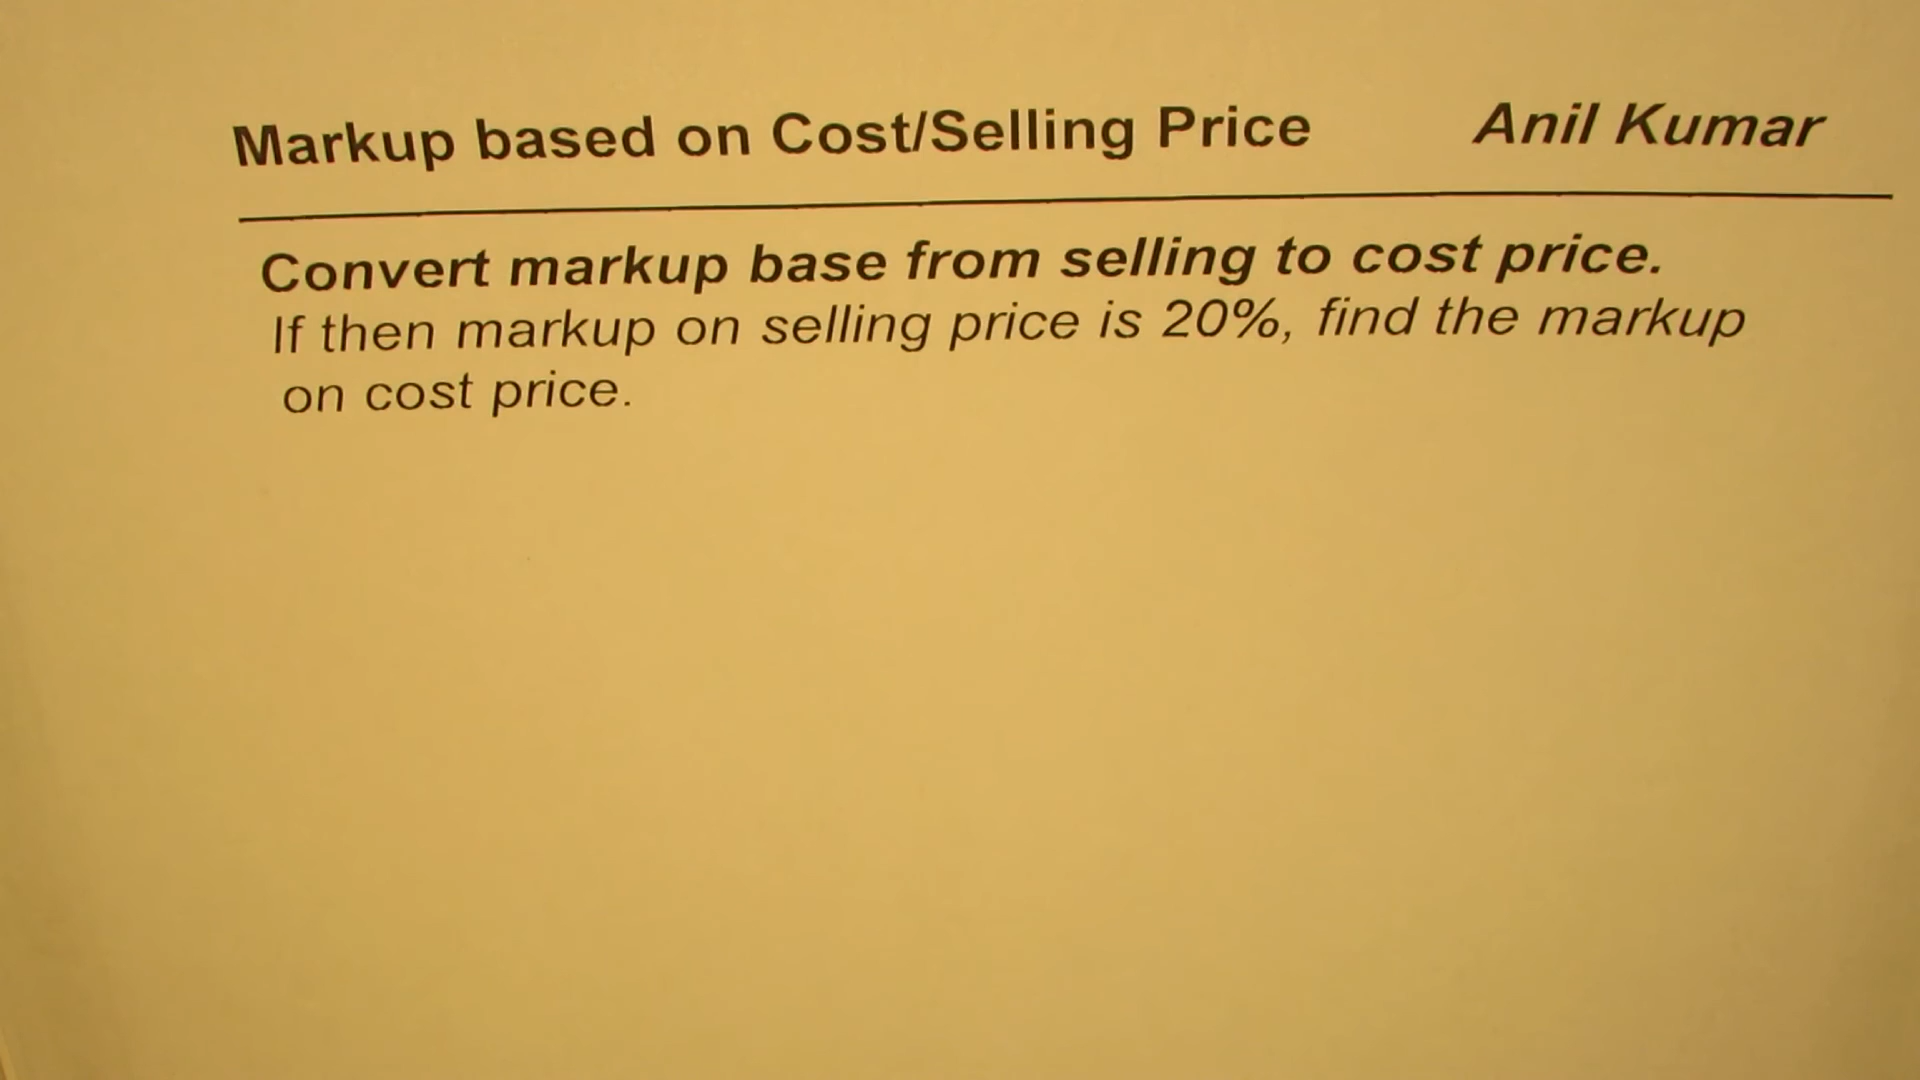 Markup based on Cost/Selling Price Anil Kumar
Convert markup base from selling to cost price.
If then markup on selling price is 20%, find the markup
on cost price.